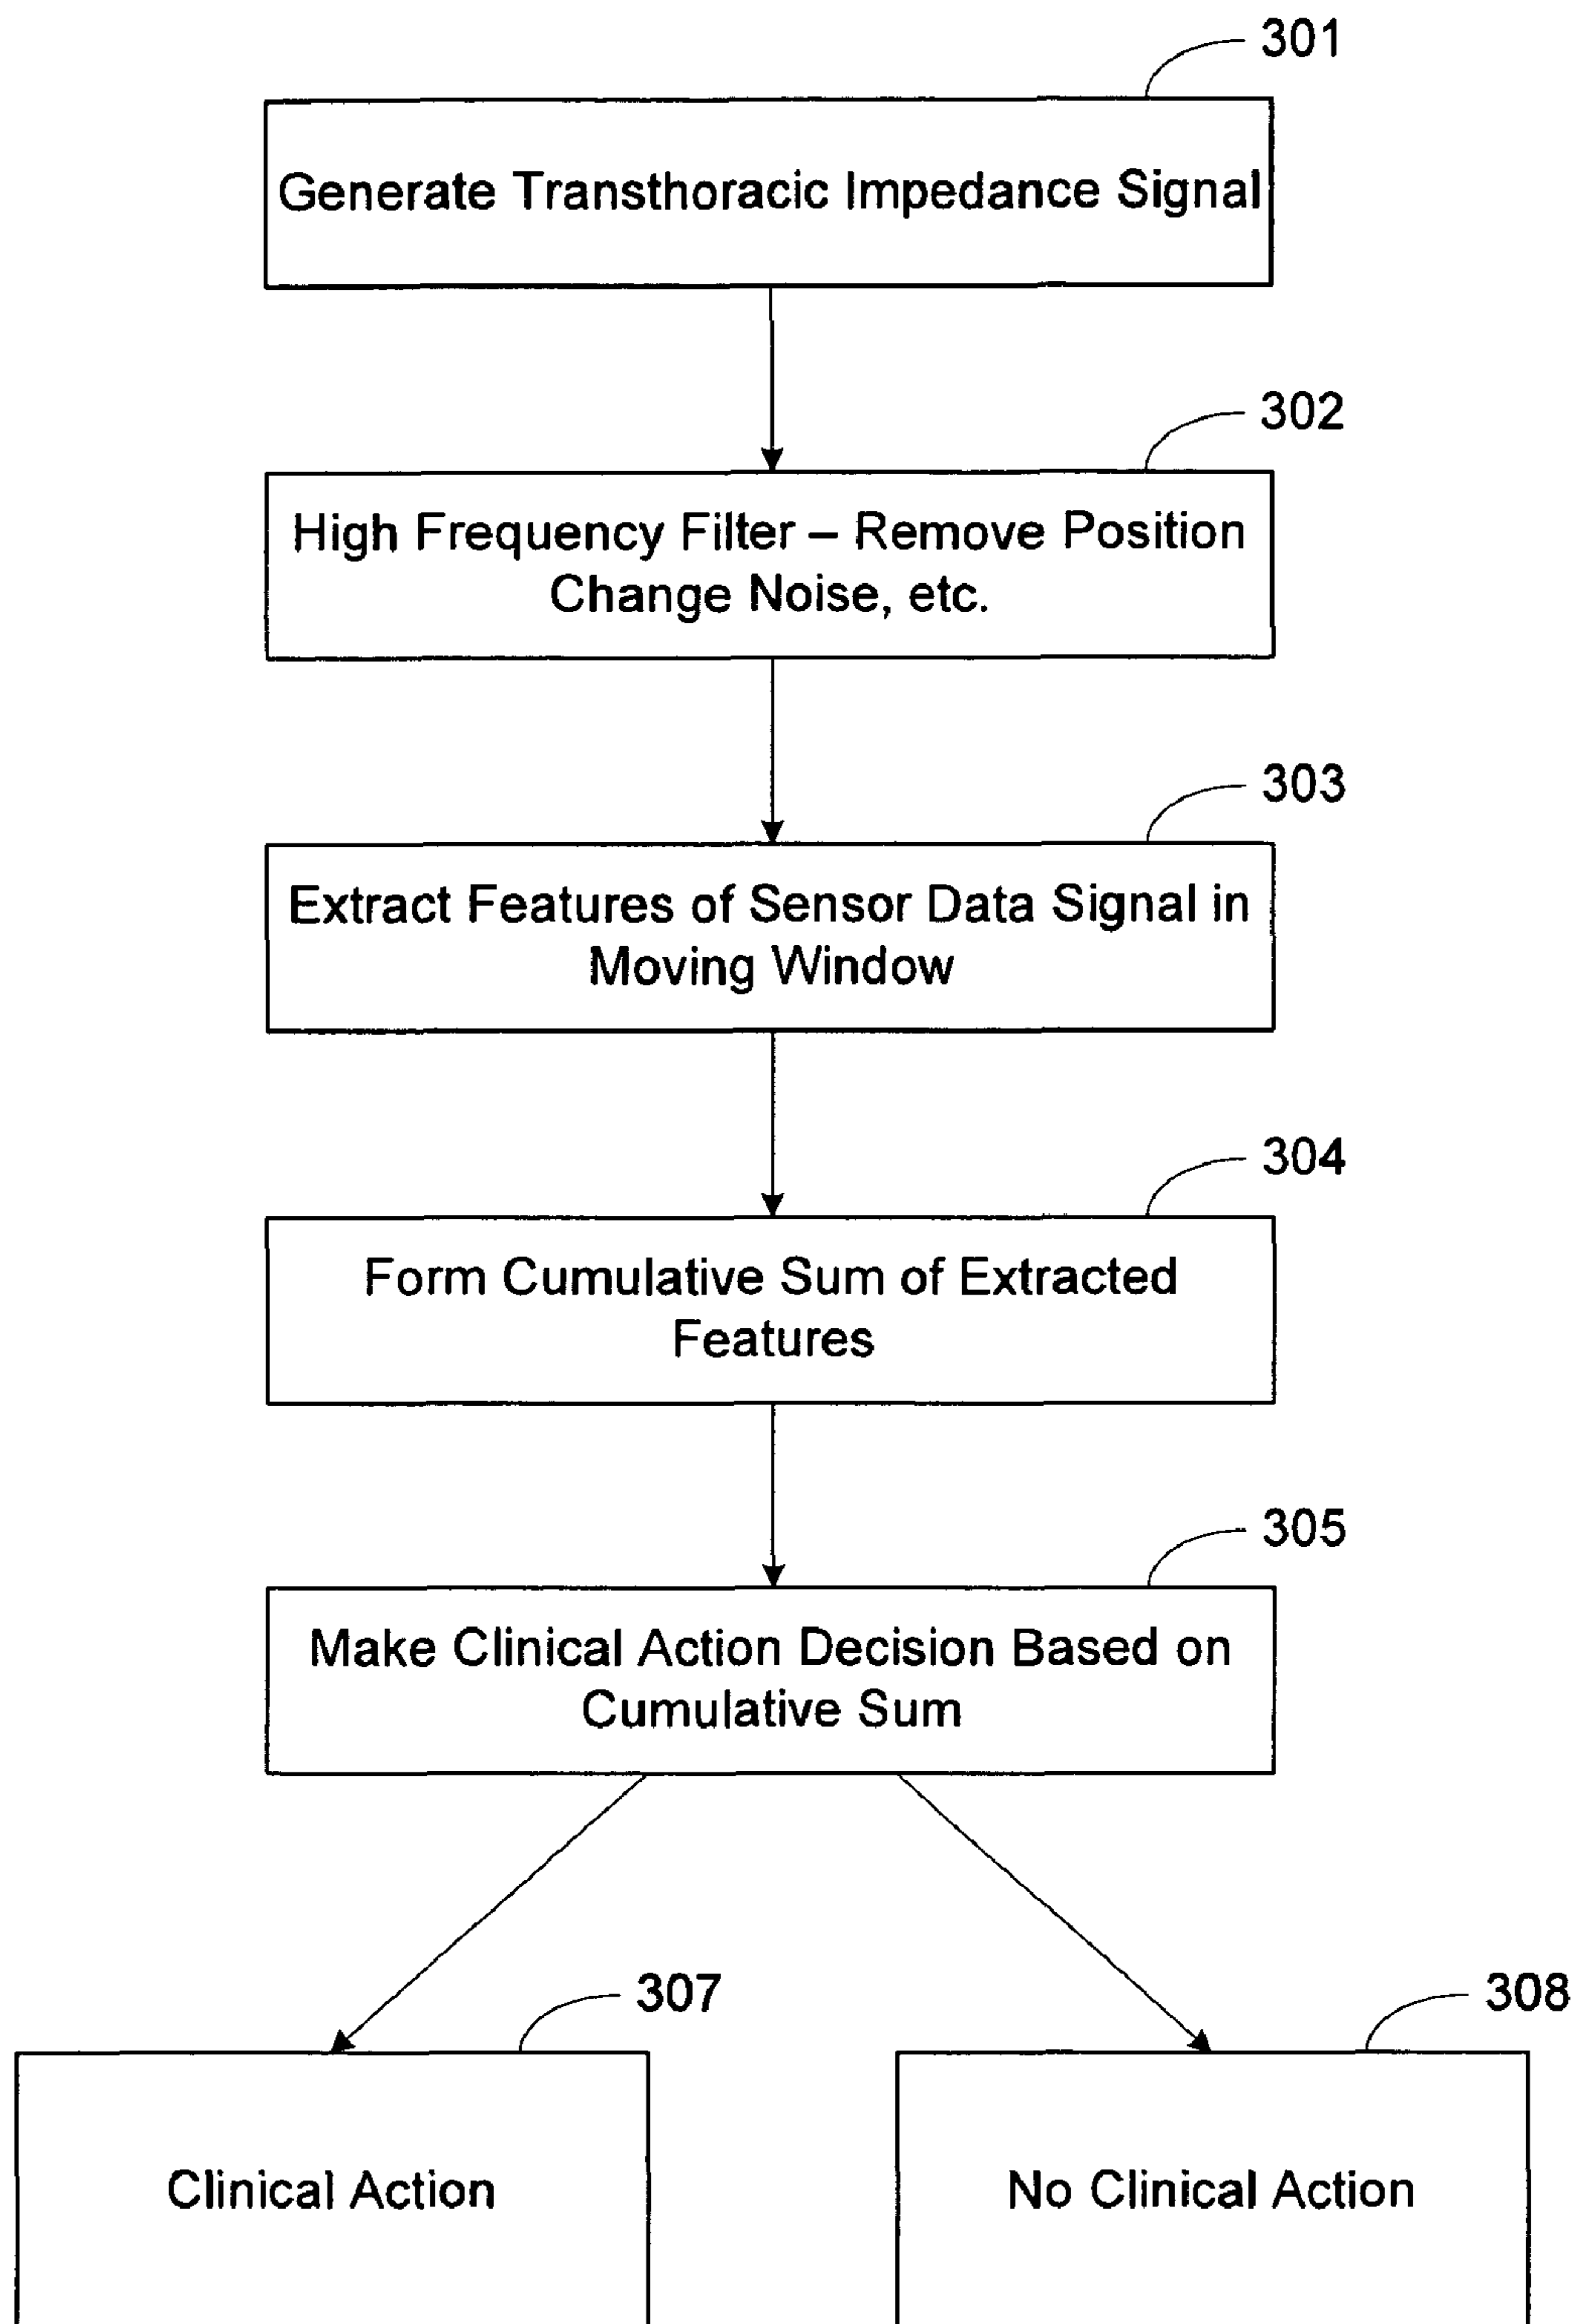 301
Generate Transthoracic Impedance Signal
302
High Frequency Filter – Remove Position
Change Noise, etc.
303
Extract Features of Sensor Data Signal in
Moving Window
304
Form Cumulative Sum of Extracted
Features
305
Make Clinical Action Decision Based on
Cumulative Sum
307
308
Clinical Action
No Clinical Action